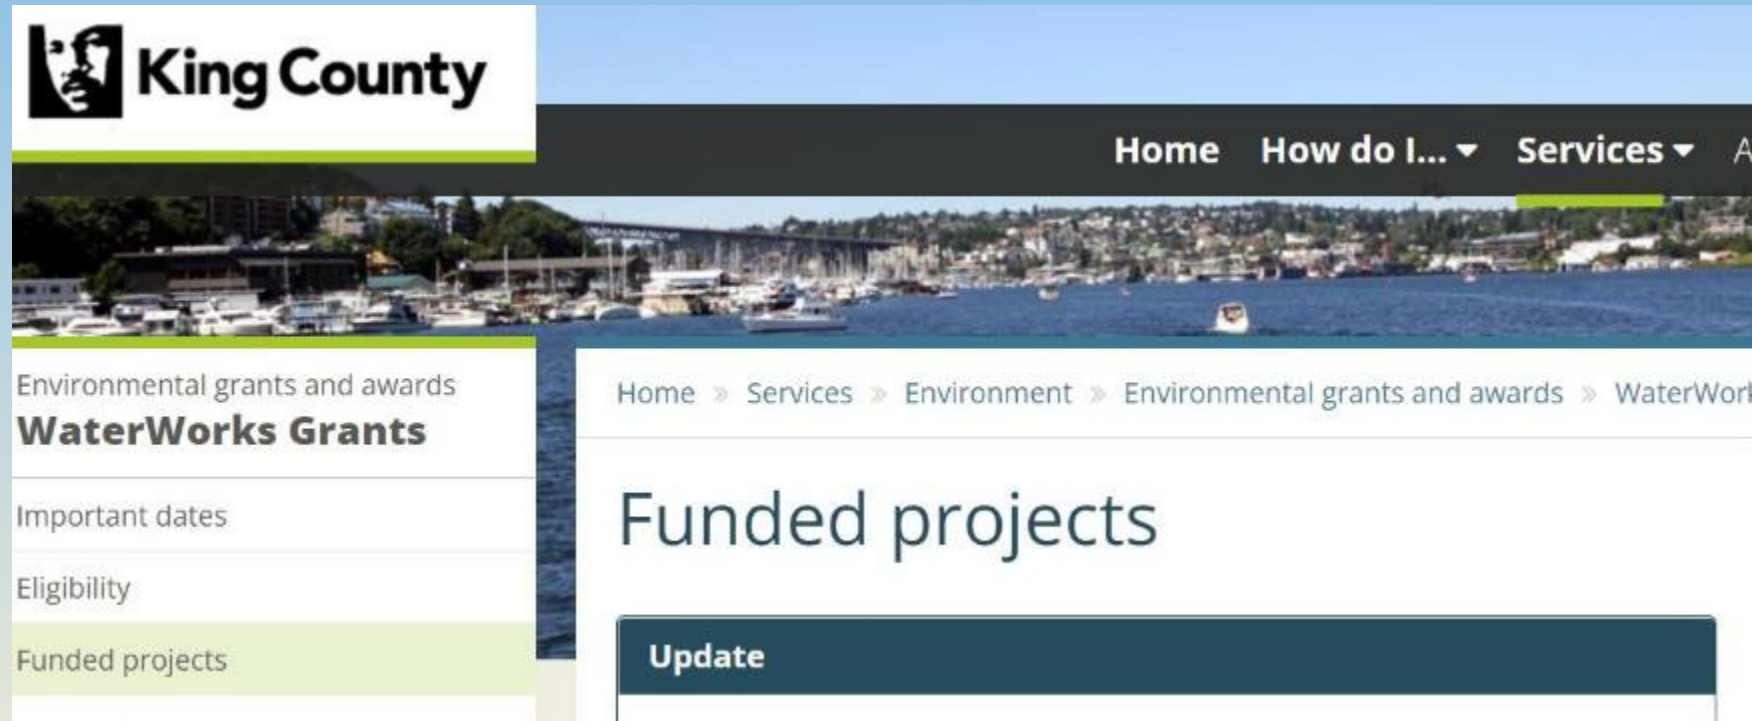 King County
Home How do I... Services
Environmental grants and awards
WaterWorks Grants
Important dates
Eligibility
Funded projects
Home » Services » Environment » Environmental grants and awards »
Funded projects
Update